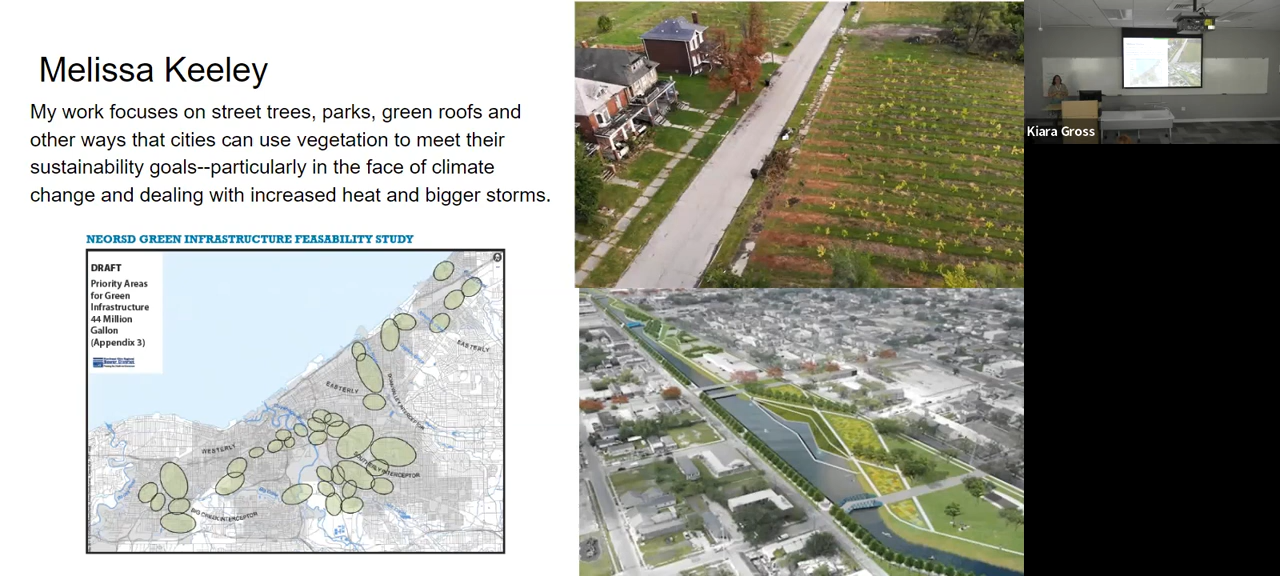 Melissa Keeley
My work focuses on street trees, parks, green roofs and
other ways that cities can use vegetation to meet their
sustainability goals--particularly in the face of climate
change and dealing with increased heat and bigger storms.
NEORSD GREEN INFRASTRUCTURE FEASABILITY STUDY
DRAFT
Priority Areas
for Green
Infrastructure
44 Million
Gallon
(Appendix 3)
EASTERLY
EASTERLY
WESTERLY
BIG CREEK INTERCEPTOR
Kiara Gross